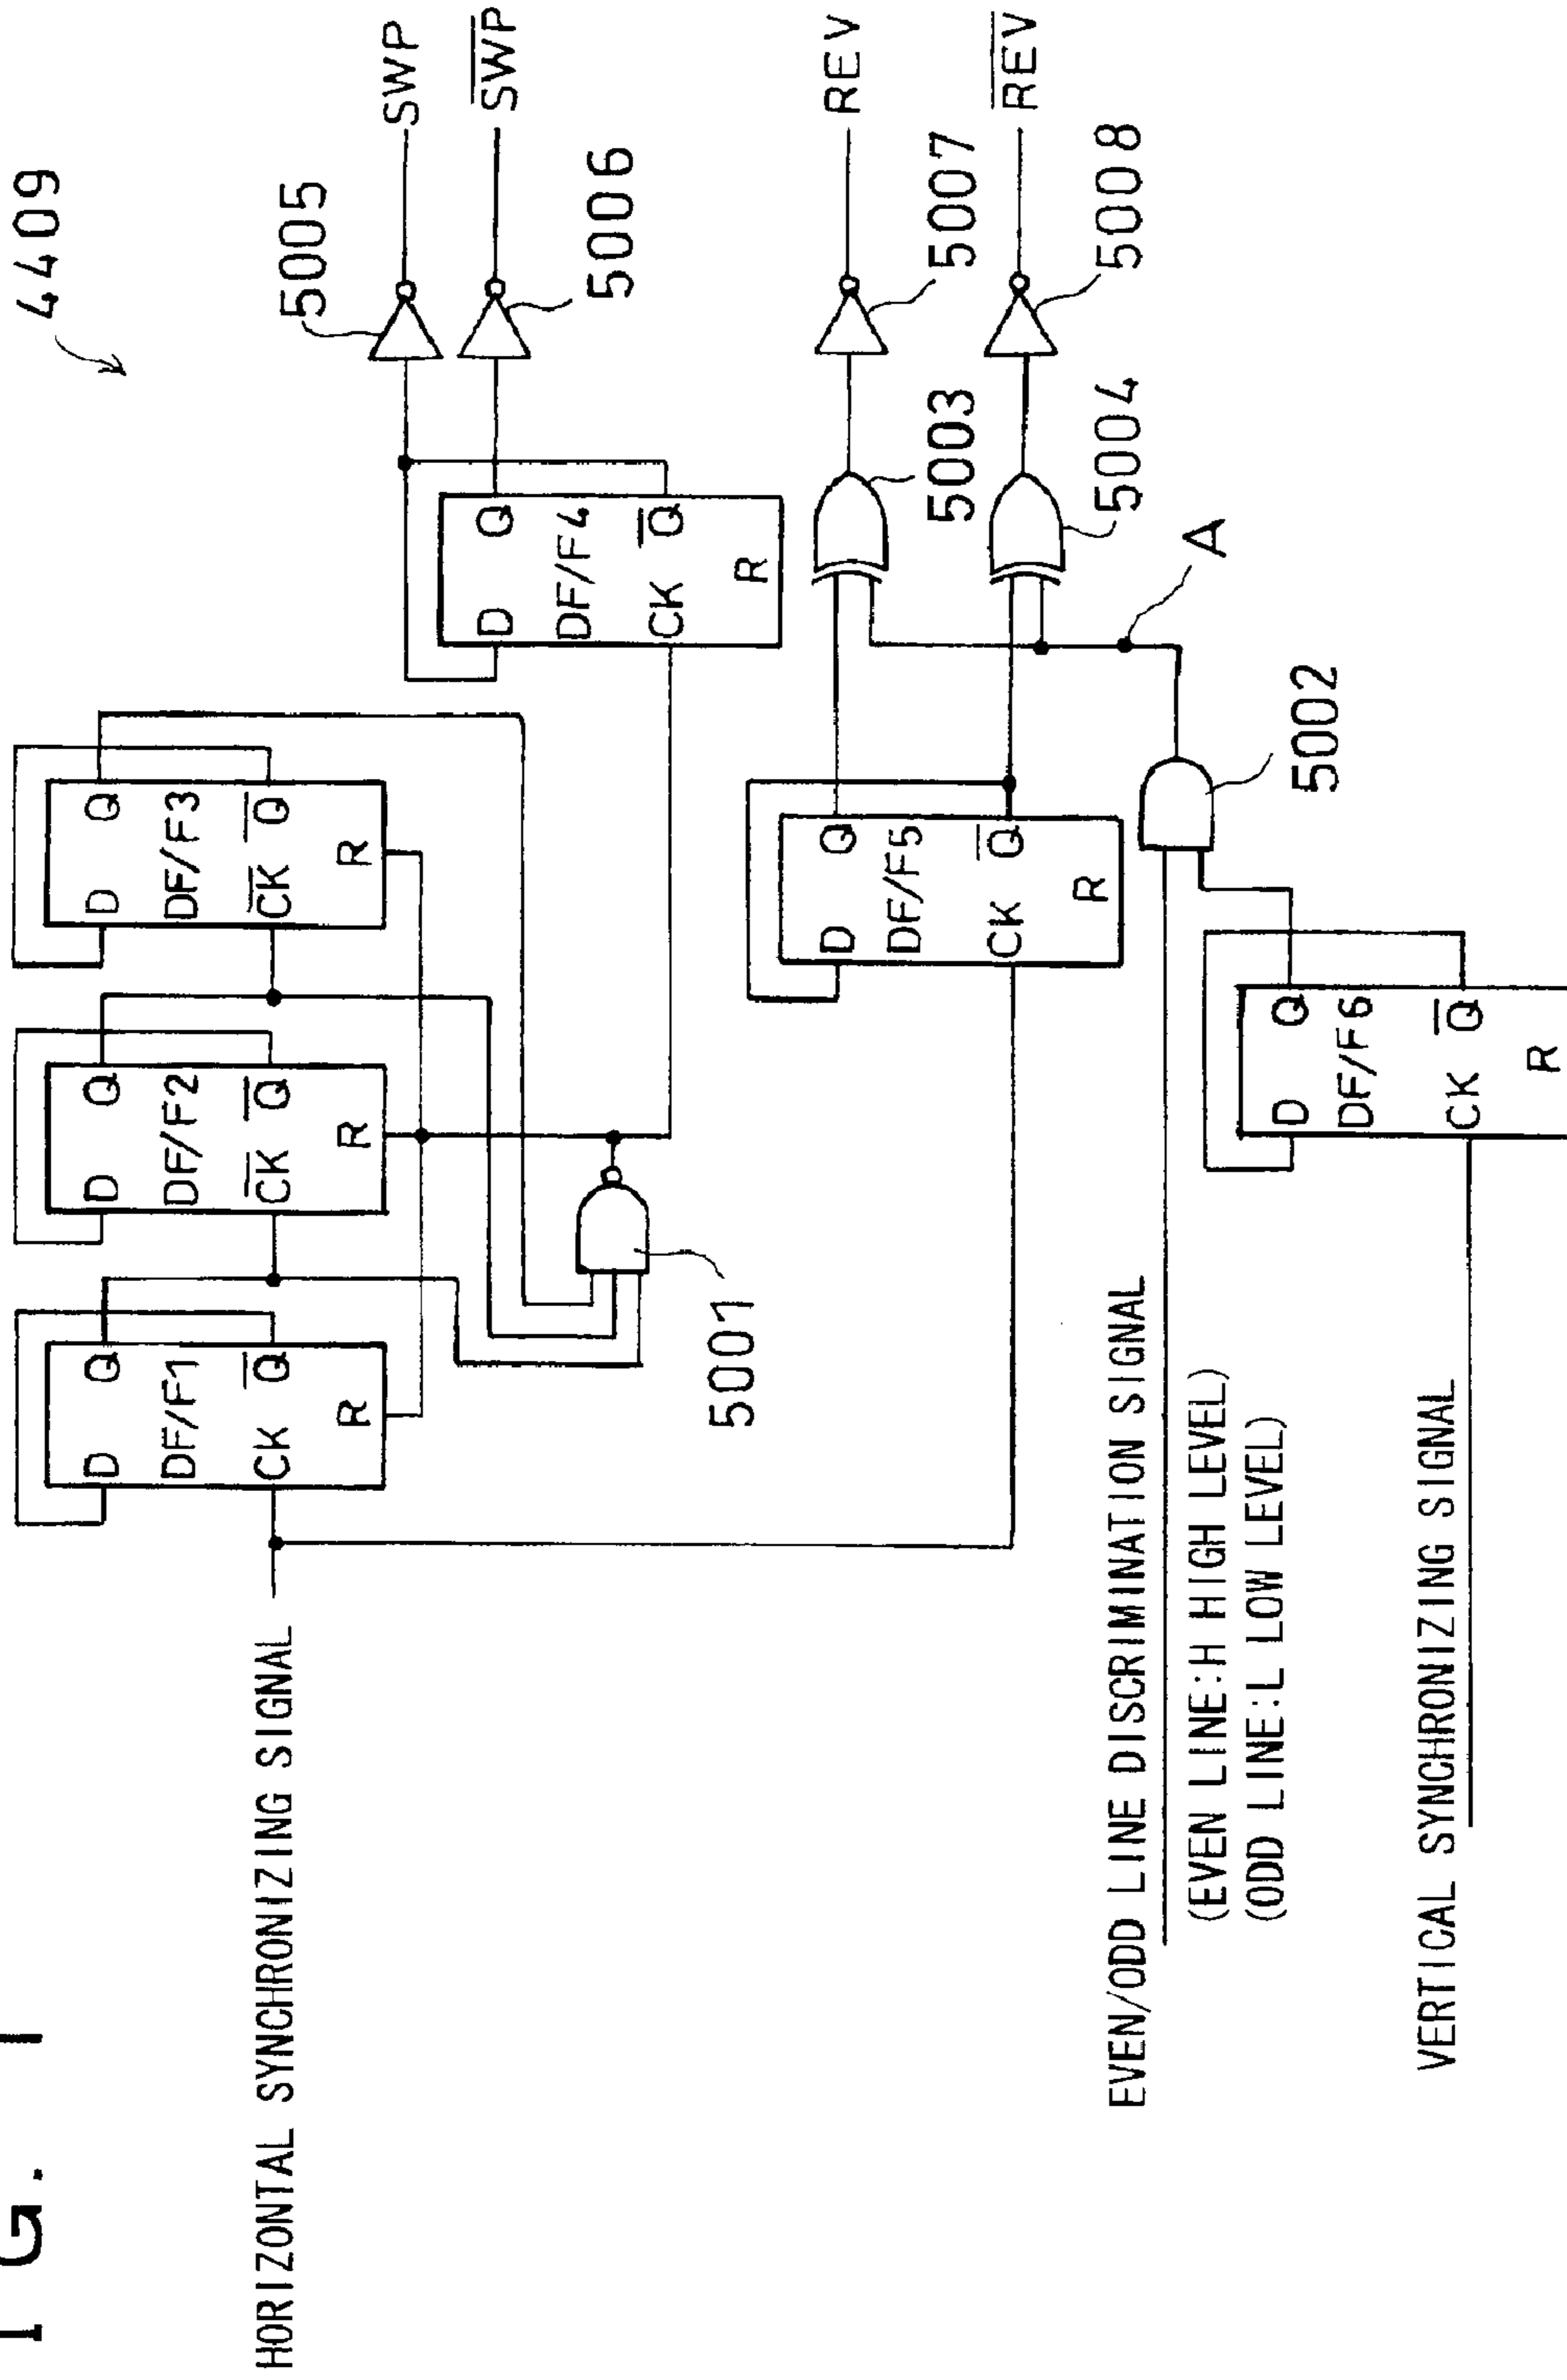 FIG. 1
4409
HORIZONTAL SYNCHRONIZING SIGNAL
D Q
DF/F1
CK Q̅
R
D Q
DF/F2
C̅K Q̅
R
D Q
DF/F3
C̅K Q̅
R
5001
D Q
DF/F4
CK Q̅
R
5005
SWP
5006
S̅W̅P̅
D Q
DF/F5
CK Q̅
R
5003
5007
REV
5004
5008
R̅E̅V̅
A
5002
EVEN/ODD LINE DISCRIMINATION SIGNAL
(EVEN LINE:H HIGH LEVEL)
(ODD LINE:L LOW LEVEL)
D Q
DF/F6
CK Q̅
R
VERTICAL SYNCHRONIZING SIGNAL